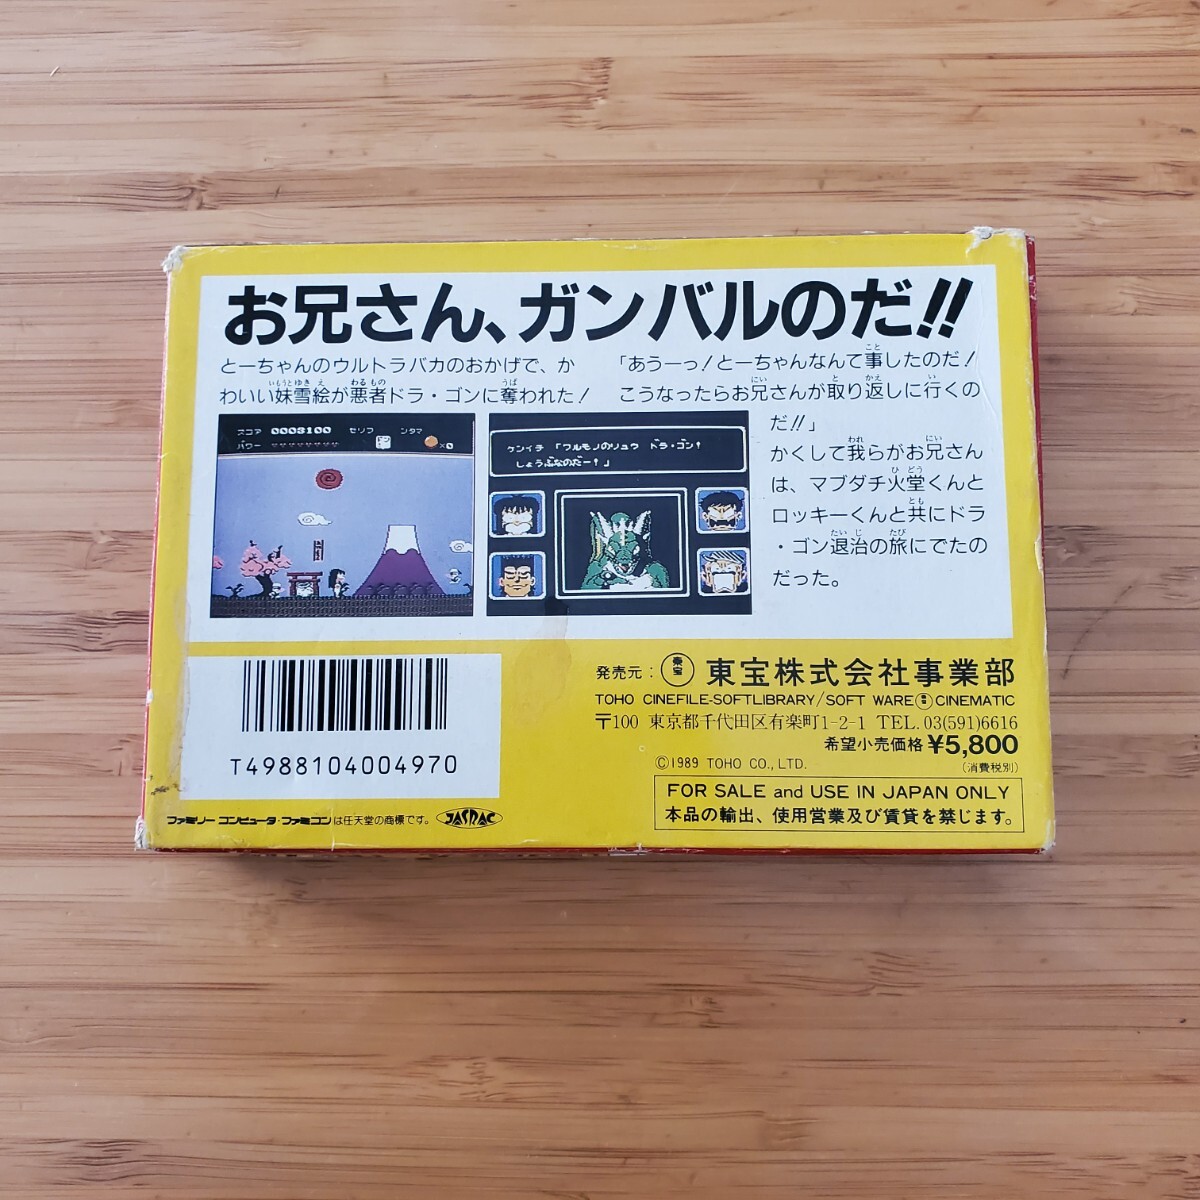 お兄さん、ガンバルのだ!!
とーちゃんのウルトラバカのおかげで、か
わいい妹雪絵が悪者ドラ・ゴンに奪われた！
「あうーっ！とーちゃんなんて事したのだ！
こうなったらお兄さんが取り返しに行くの
だ!!」
かくして我らがお兄さん
は、マブダチ火堂くんと
ロッキーくんと共にドラ
・ゴン退治の旅にでたの
だった。
スコア 0003100 セリフ シタマ
パワー ×0
ケンイチ「ワルモノのリュウ ドラ・ゴン！
しょうぶなのだー！」
T4988104004970
発売元：東宝 東宝株式会社事業部
TOHO CINEFILE-SOFTLIBRARY/SOFT WARE CINEMATIC
〒100 東京都千代田区有楽町1-2-1 TEL.03(591)6616
希望小売価格 ¥5,800
(消費税別)
©1989 TOHO CO., LTD.
FOR SALE and USE IN JAPAN ONLY
本品の輸出、使用営業及び賃貸を禁じます。
ファミリーコンピュータ・ファミコンは任天堂の商標です。 JASRAC